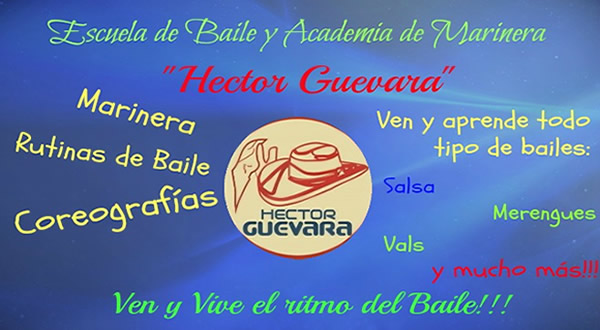 Escuela de Baile y Academia de Marinera
"Hector Guevara"
Marinera
Rutinas de Baile
Coreografías
HECTOR
GUEVARA
Ven y aprende todo
tipo de bailes:
Salsa
Merengues
Vals
y mucho más!!!
Ven y Vive el ritmo del Baile!!!